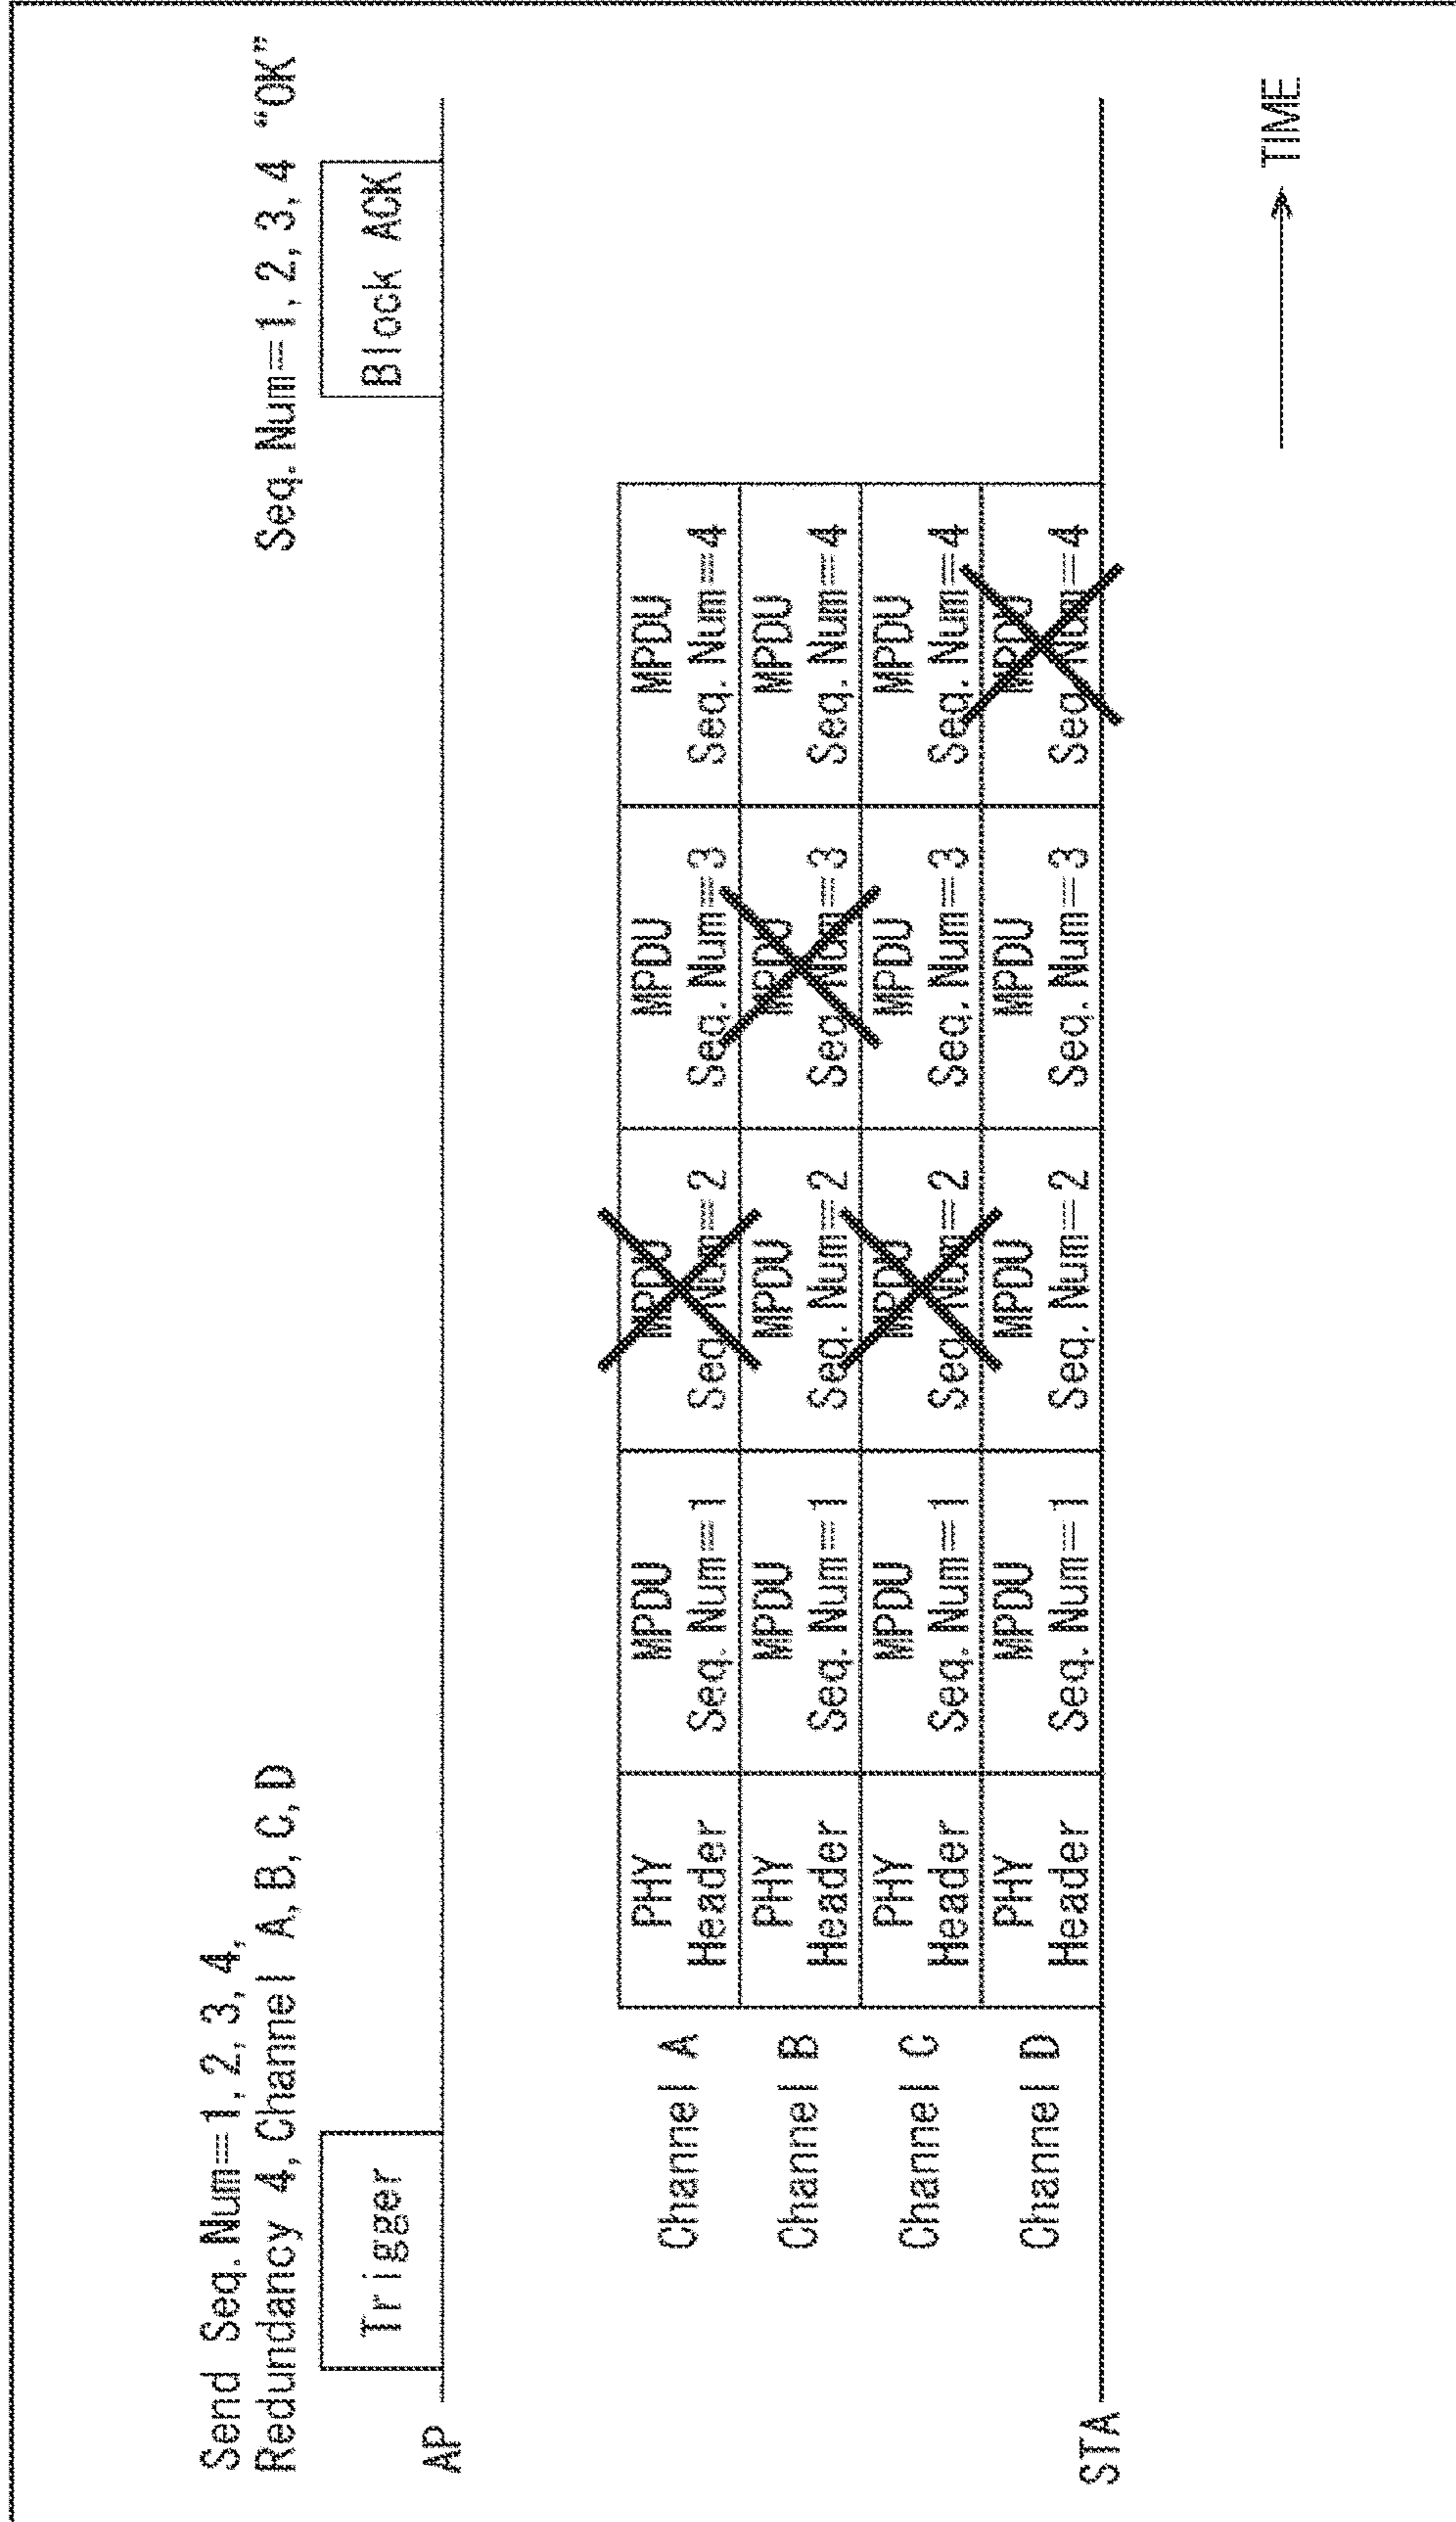 Send Seq. Num=1, 2, 3, 4,
Redundancy 4, Channel A, B, C, D
Seq. Num=1, 2, 3, 4 “OK”
Trigger
Block ACK
AP
Channel A
PHY
Header
MPDU
Seq. Num=1
MPDU
Seq. Num=2
MPDU
Seq. Num=3
MPDU
Seq. Num=4
Channel B
PHY
Header
MPDU
Seq. Num=1
MPDU
Seq. Num=2
MPDU
Seq. Num=3
MPDU
Seq. Num=4
Channel C
PHY
Header
MPDU
Seq. Num=1
MPDU
Seq. Num=2
MPDU
Seq. Num=3
MPDU
Seq. Num=4
Channel D
PHY
Header
MPDU
Seq. Num=1
MPDU
Seq. Num=2
MPDU
Seq. Num=3
MPDU
Seq. Num=4
STA
TIME